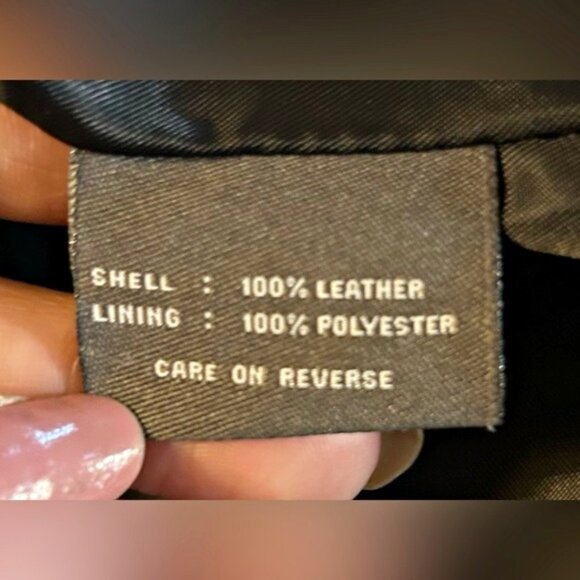 SHELL : 100% LEATHER
LINING : 100% POLYESTER
CARE ON REVERSE